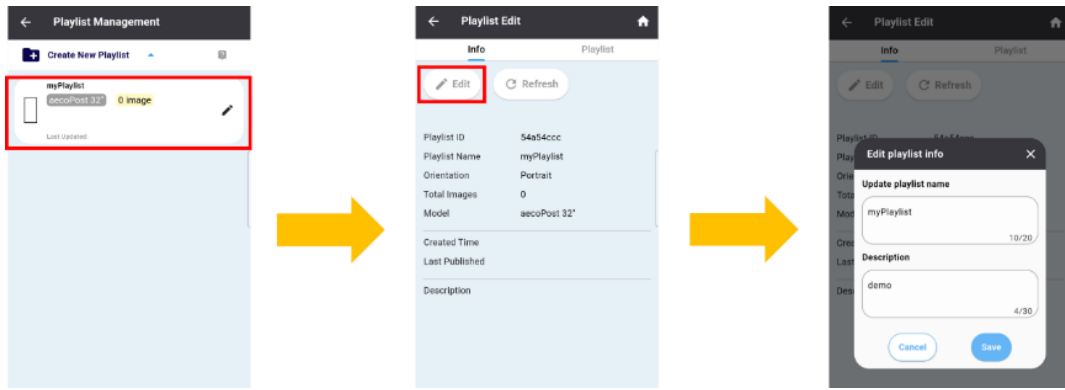 Playlist Management
Create New Playlist
myPlaylist
aecoPost 32"
0 image
Last Updated:
Playlist Edit
Info
Playlist
Edit
Refresh
Playlist ID
54a54ccc
Playlist Name
myPlaylist
Orientation
Portrait
Total Images
0
Model
aecoPost 32"
Created Time
Last Published
Description
Playlist Edit
Info
Playlist
Edit
Refresh
Playlist ID
54a54ccc
Edit playlist info
Update playlist name
myPlaylist
10/20
Description
demo
4/30
Cancel
Save